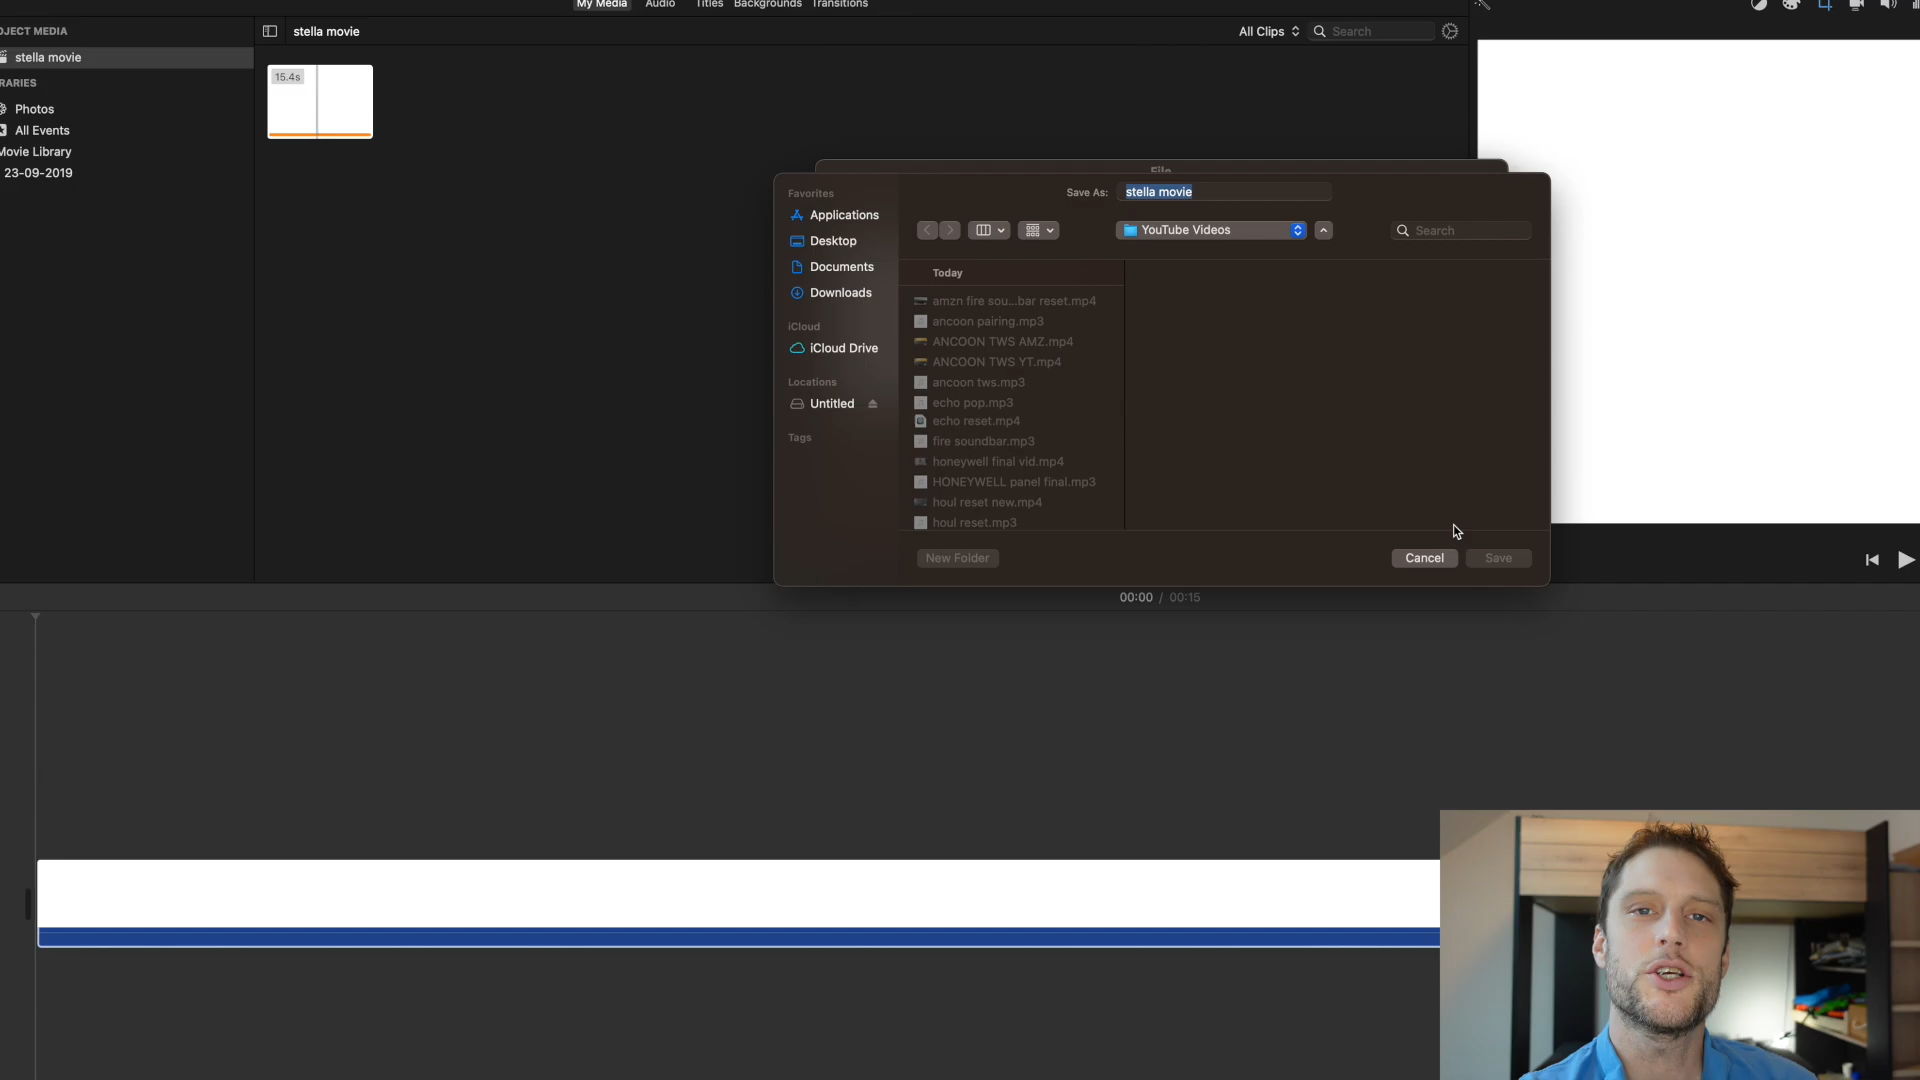 My Media Audio Titles Backgrounds Transitions
OJECT MEDIA
stella movie
All Clips
Search
stella movie
RARIES
Photos
All Events
Movie Library
23-09-2019
15.4s
File
Save As: stella movie
YouTube Videos
Search
Favorites
Applications
Desktop
Documents
Downloads
iCloud
iCloud Drive
Locations
Untitled
Tags
Today
amzn fire sou...bar reset.mp4
ancoon pairing.mp3
ANCOON TWS AMZ.mp4
ANCOON TWS YT.mp4
ancoon tws.mp3
echo pop.mp3
echo reset.mp4
fire soundbar.mp3
honeywell final vid.mp4
HONEYWELL panel final.mp3
houl reset new.mp4
houl reset.mp3
New Folder
Cancel
Save
00:00 / 00:15